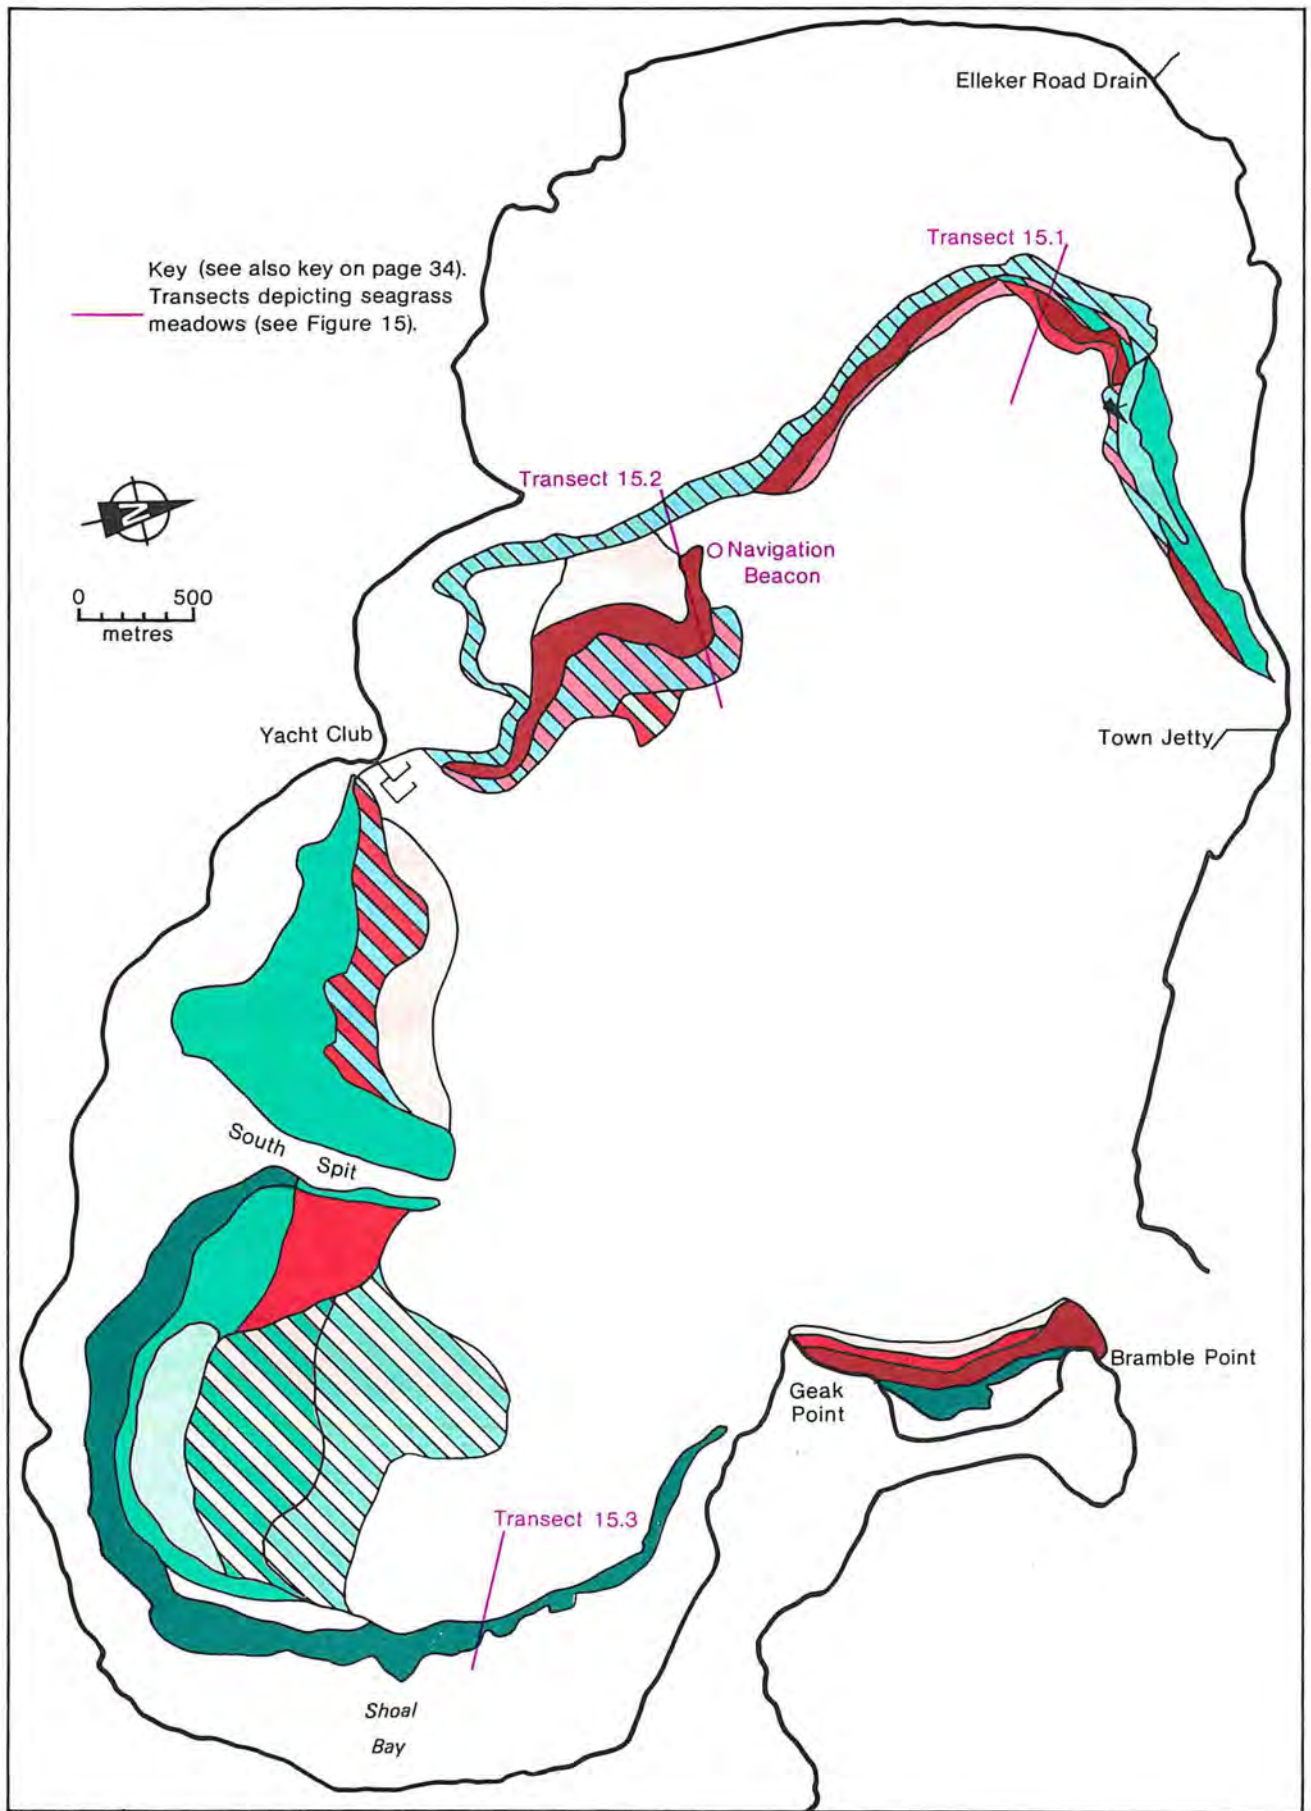 Elleker Road Drain
Transect 15.1
Key (see also key on page 34).
Transects depicting seagrass
meadows (see Figure 15).
Transect 15.2
N
Navigation
Beacon
0 500
metres
Yacht Club
Town Jetty
South Spit
Bramble Point
Geak
Point
Transect 15.3
Shoal
Bay